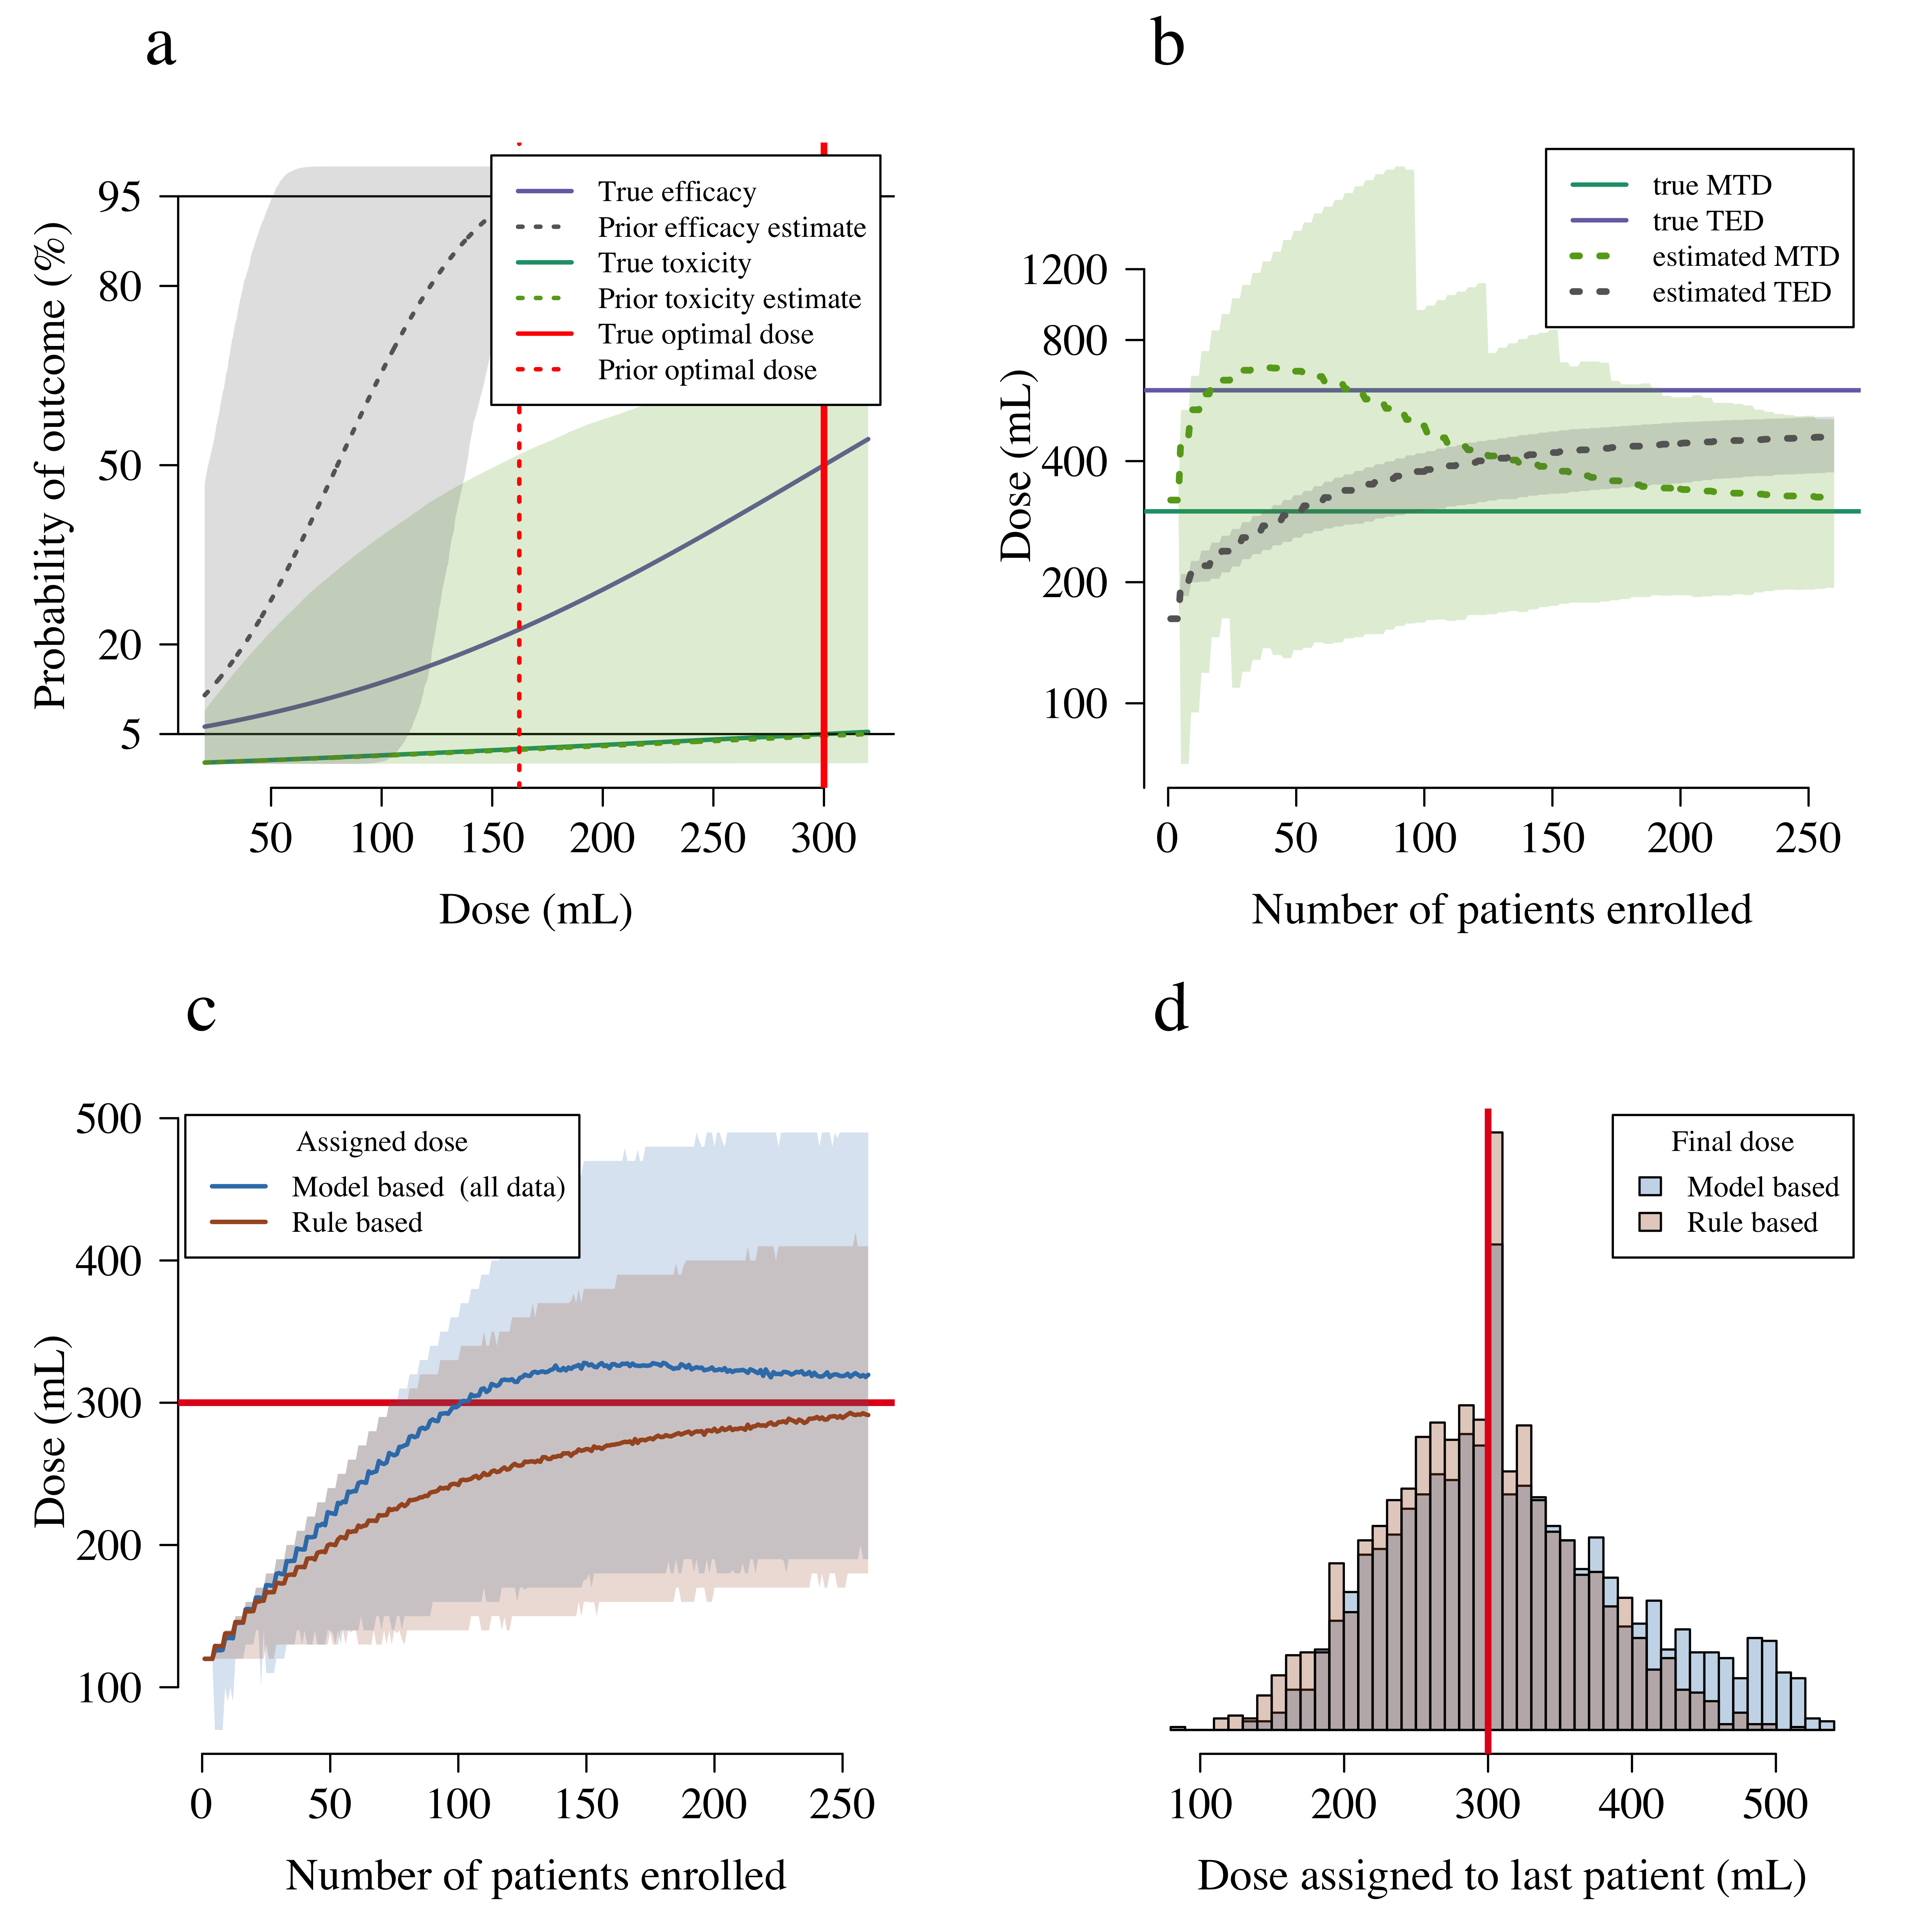 a
95
80
50
20
5
Probability of outcome (%)
True efficacy
Prior efficacy estimate
True toxicity
Prior toxicity estimate
True optimal dose
Prior optimal dose
50 100 150 200 250 300
Dose (mL)
b
1200
800
400
200
100
Dose (mL)
true MTD
true TED
estimated MTD
estimated TED
0 50 100 150 200 250
Number of patients enrolled
c
500
400
300
200
100
Dose (mL)
Assigned dose
Model based (all data)
Rule based
0 50 100 150 200 250
Number of patients enrolled
d
Final dose
Model based
Rule based
100 200 300 400 500
Dose assigned to last patient (mL)